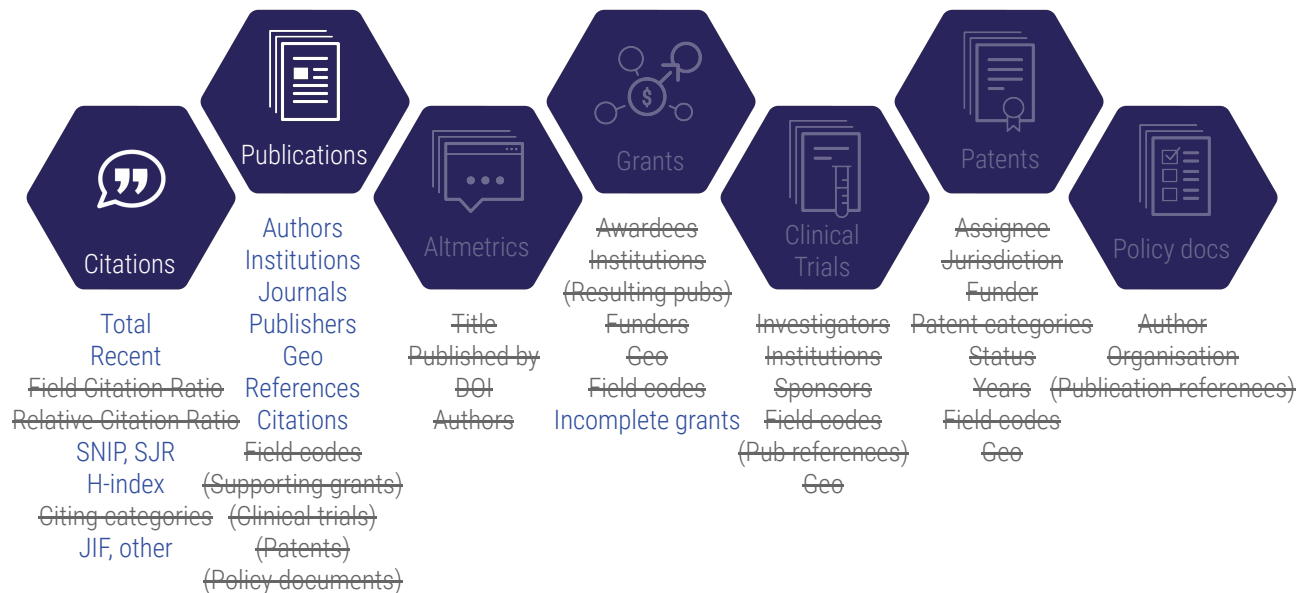 Citations
Total
Recent
Field Citation Ratio
Relative Citation Ratio
SNIP, SJR
H-index
Citing categories
JIF, other
Publications
Authors
Institutions
Journals
Publishers
Geo
References
Citations
Field codes
(Supporting grants)
(Clinical trials)
(Patents)
(Policy documents)
Altmetrics
Title
Published by
DOI
Authors
$
Grants
Awardees
Institutions
(Resulting pubs)
Funders
Geo
Field codes
Incomplete grants
Clinical
Trials
Investigators
Institutions
Sponsors
Field codes
(Pub references)
Geo
Patents
Assignee
Jurisdiction
Funder
Patent categories
Status
Years
Field codes
Geo
Policy docs
Author
Organisation
(Publication references)